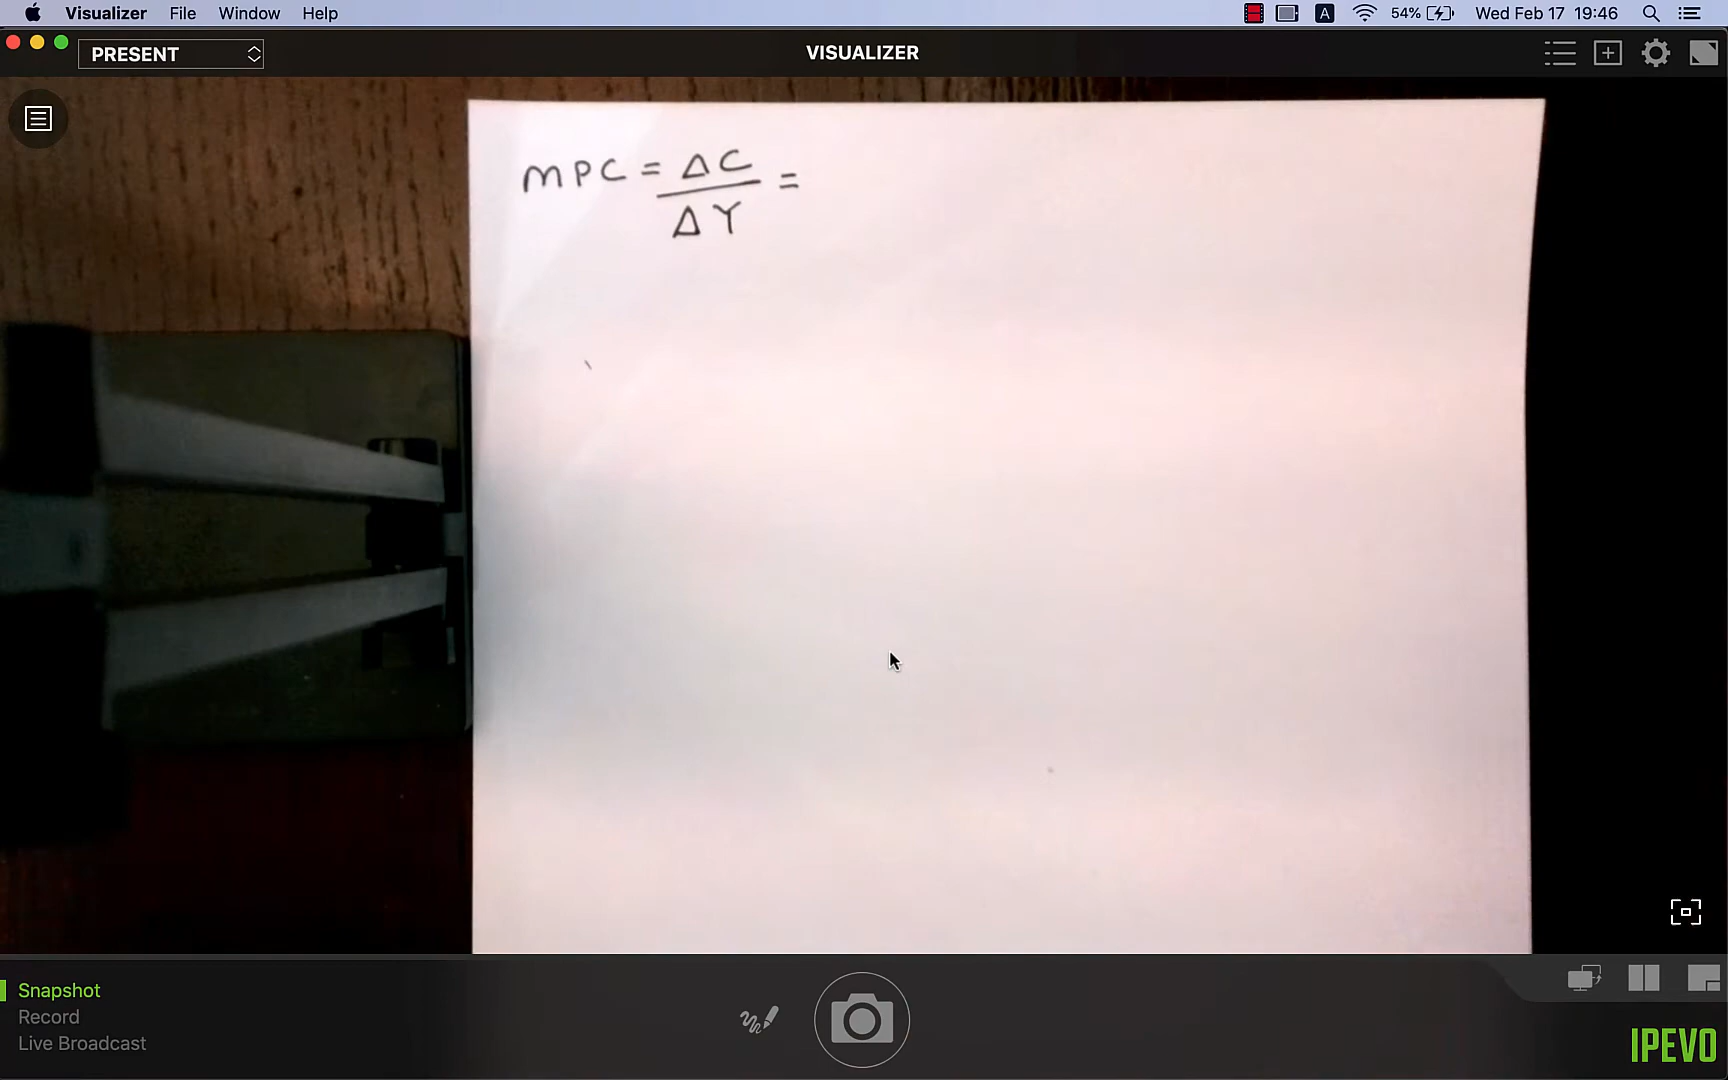 Visualizer File Window Help A 54% Wed Feb 17 19:46
PRESENT VISUALIZER
MPC = ΔC =
ΔY
Snapshot
Record
Live Broadcast
IPEVO